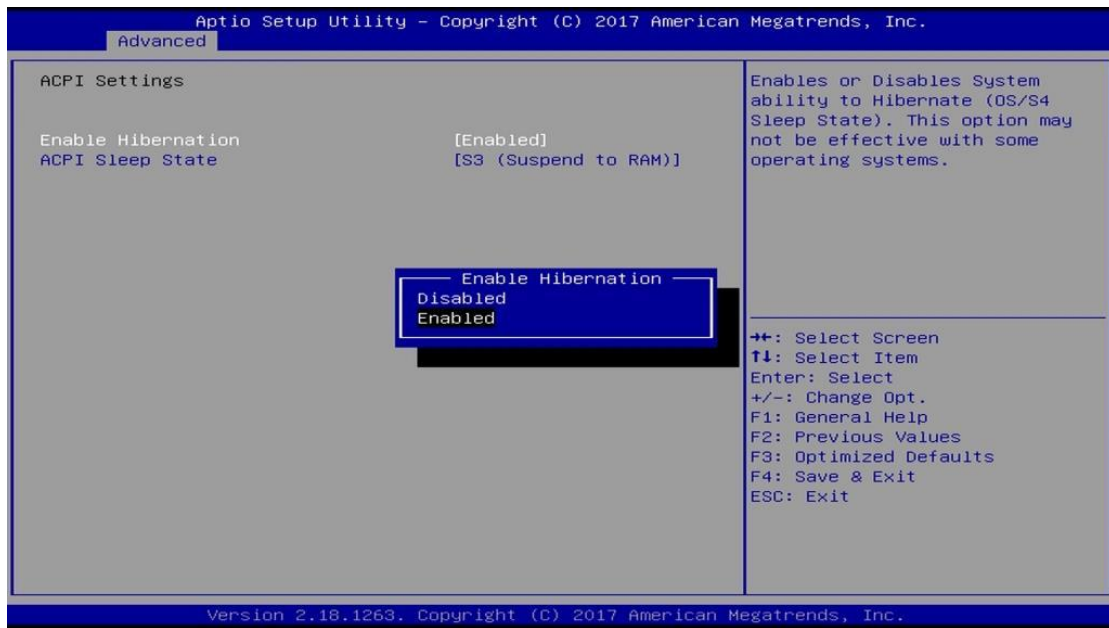 Aptio Setup Utility – Copyright (C) 2017 American Megatrends, Inc.
Advanced
ACPI Settings
Enable Hibernation [Enabled]
ACPI Sleep State [S3 (Suspend to RAM)]
Enable Hibernation
Disabled
Enabled
Enables or Disables System
ability to Hibernate (OS/S4
Sleep State). This option may
not be effective with some
operating systems.
→←: Select Screen
↑↓: Select Item
Enter: Select
+/-: Change Opt.
F1: General Help
F2: Previous Values
F3: Optimized Defaults
F4: Save & Exit
ESC: Exit
Version 2.18.1263. Copyright (C) 2017 American Megatrends, Inc.